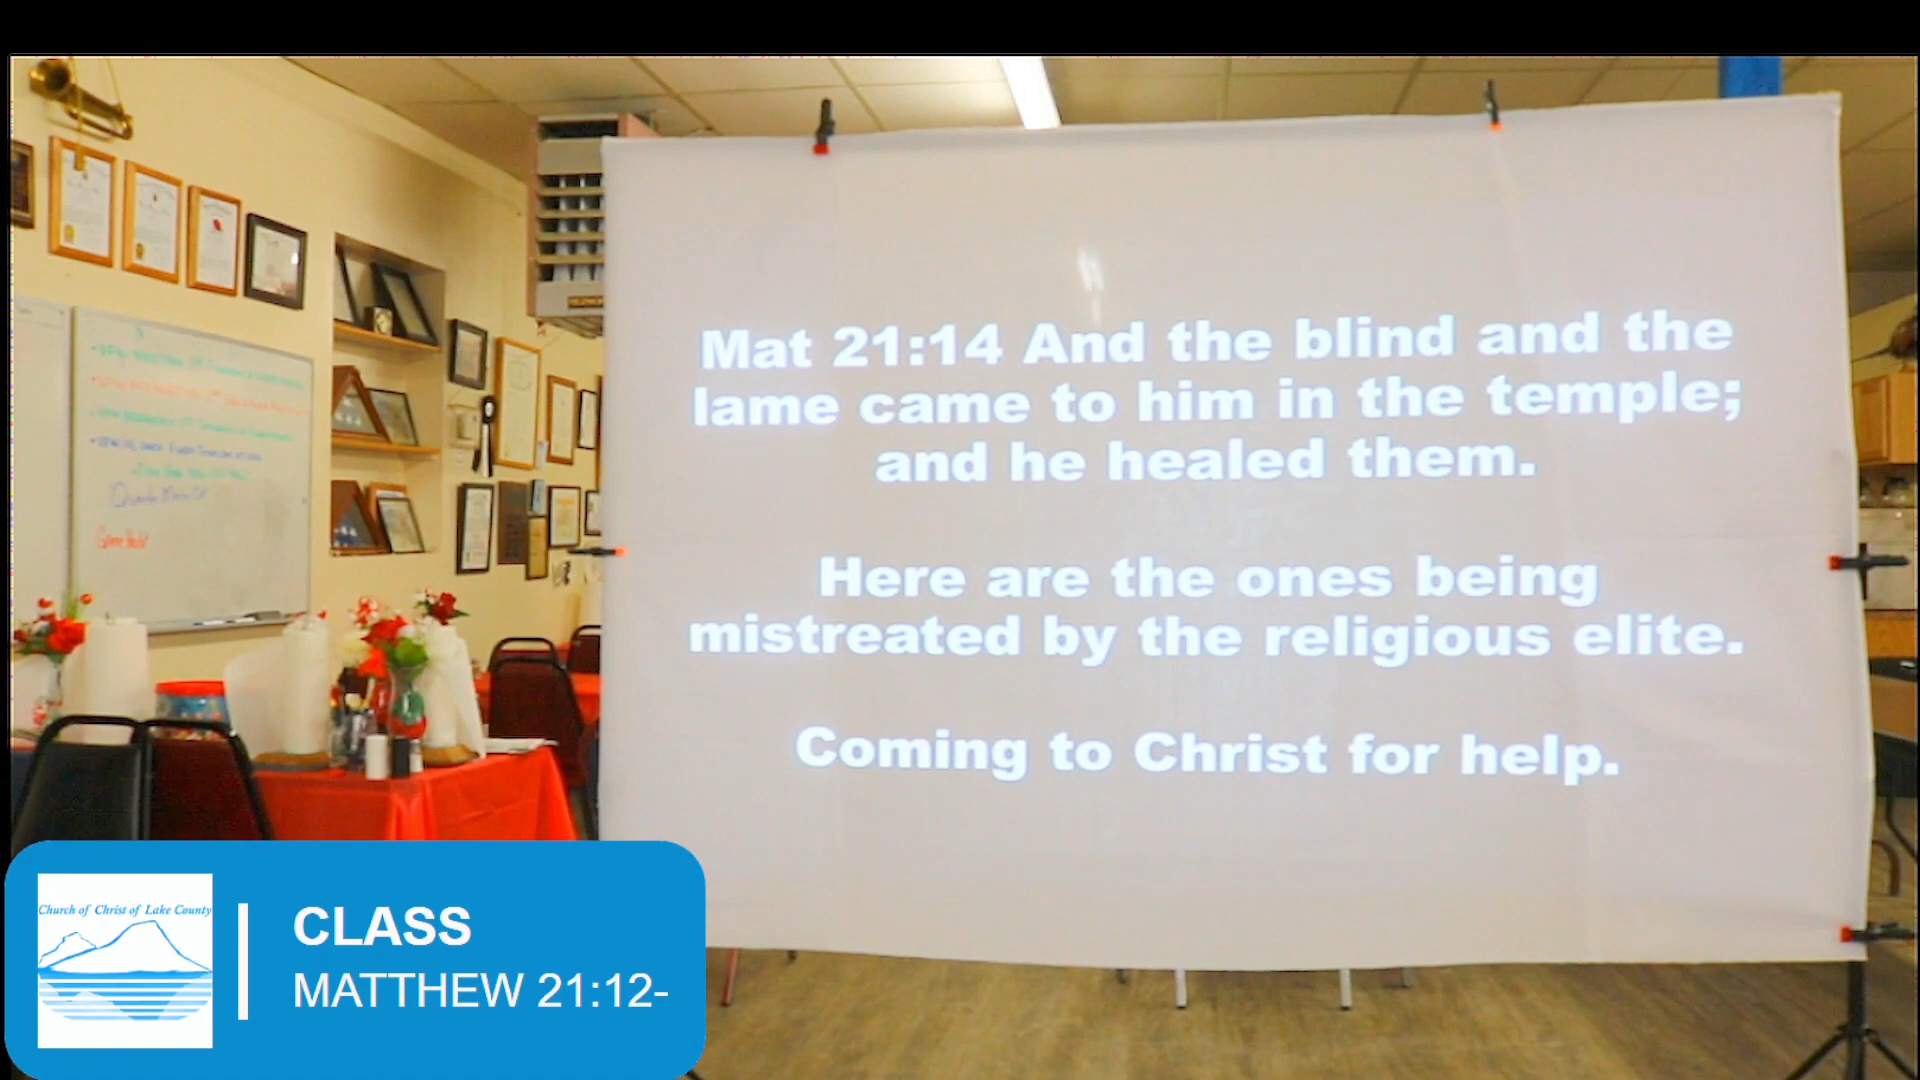 Mat 21:14 And the blind and the
lame came to him in the temple;
and he healed them.
Here are the ones being
mistreated by the religious elite.
Coming to Christ for help.
Church of Christ of Lake County
CLASS
MATTHEW 21:12-